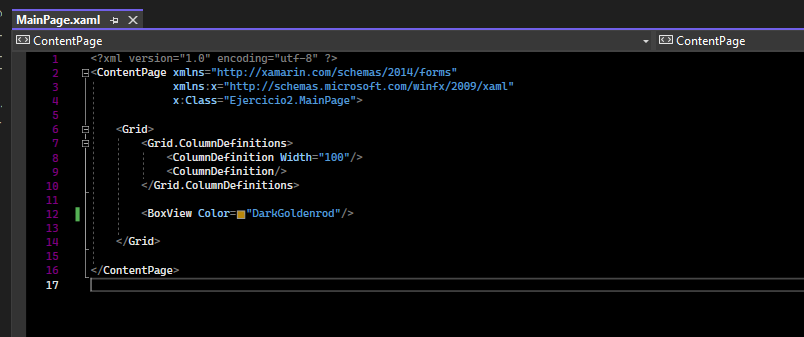 MainPage.xaml
ContentPage ContentPage
1 <?xml version="1.0" encoding="utf-8" ?>
2 <ContentPage xmlns="http://xamarin.com/schemas/2014/forms"
3 xmlns:x="http://schemas.microsoft.com/winfx/2009/xaml"
4 x:Class="Ejercicio2.MainPage">
5
6 <Grid>
7 <Grid.ColumnDefinitions>
8 <ColumnDefinition Width="100"/>
9 <ColumnDefinition/>
10 </Grid.ColumnDefinitions>
11
12 <BoxView Color="DarkGoldenrod"/>
13
14 </Grid>
15
16 </ContentPage>
17